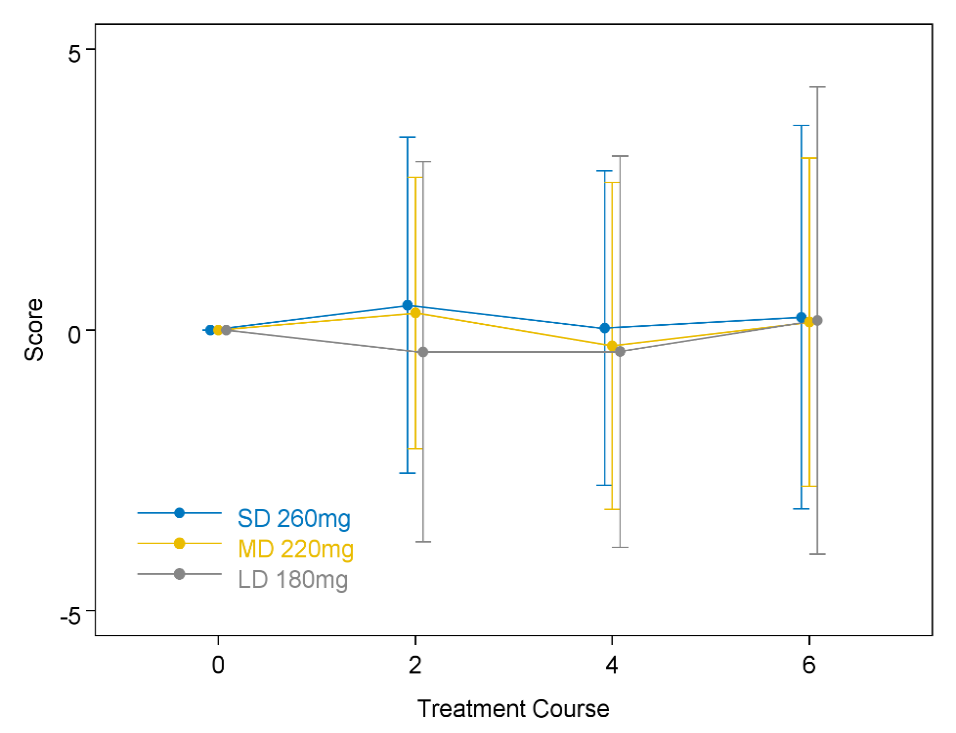 5
0
-5
Score
SD 260mg
MD 220mg
LD 180mg
0 2 4 6
Treatment Course